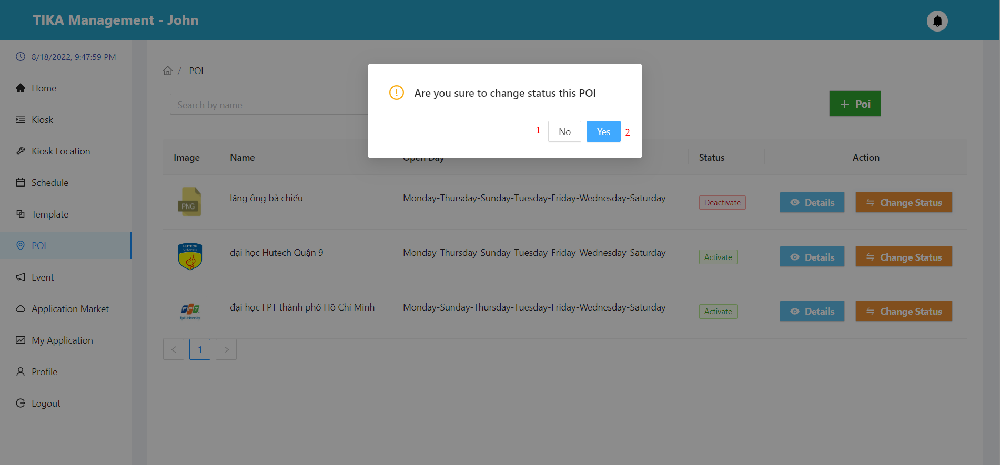 TIKA Management - John
8/18/2022, 9:47:59 PM
Home
Kiosk
Kiosk Location
Schedule
Template
POI
Event
Application Market
My Application
Profile
Logout
/ POI
Search by name
+ Poi
Are you sure to change status this POI
1 No Yes 2
Image Name Open Day Status Action
PNG lăng ông bà chiểu Monday-Thursday-Sunday-Tuesday-Friday-Wednesday-Saturday Deactivate Details Change Status
HUTECH
University
đại học Hutech Quận 9 Monday-Thursday-Sunday-Tuesday-Friday-Wednesday-Saturday Activate Details Change Status
FPT
Fpt University
đại học FPT thành phố Hồ Chí Minh Monday-Sunday-Thursday-Tuesday-Friday-Wednesday-Saturday Activate Details Change Status
< 1 >